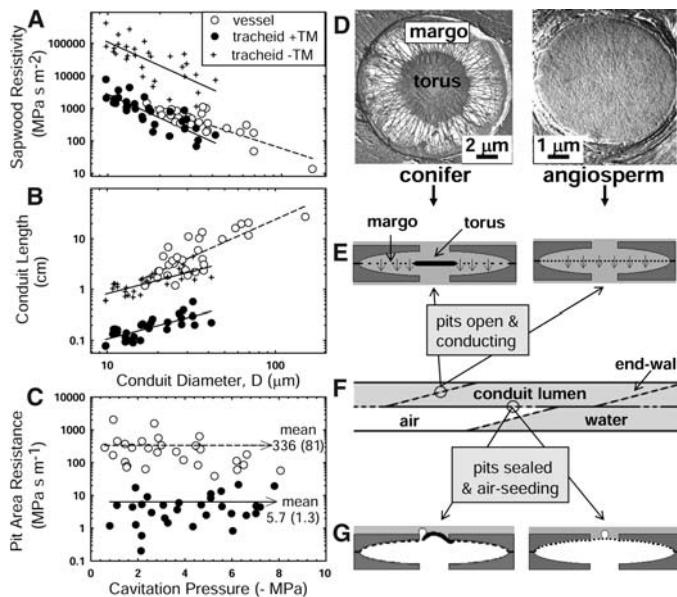 A
Sapwood Resistivity
(MPa s m-2)
100000
10000
1000
100
10
vessel
tracheid +TM
tracheid -TM
B
Conduit Length
(cm)
100
10
1
0.1
10
100
Conduit Diameter, D (μm)
C
Pit Area Resistance
(MPa s m-1)
10000
1000
100
10
1
0.1
mean
336 (81)
mean
5.7 (1.3)
0
2
4
6
8
10
Cavitation Pressure (- MPa)
D
margo
torus
2 μm
1 μm
conifer
angiosperm
E
margo
torus
pits open &
conducting
end-wal
F
conduit lumen
air
water
pits sealed
& air-seeding
G